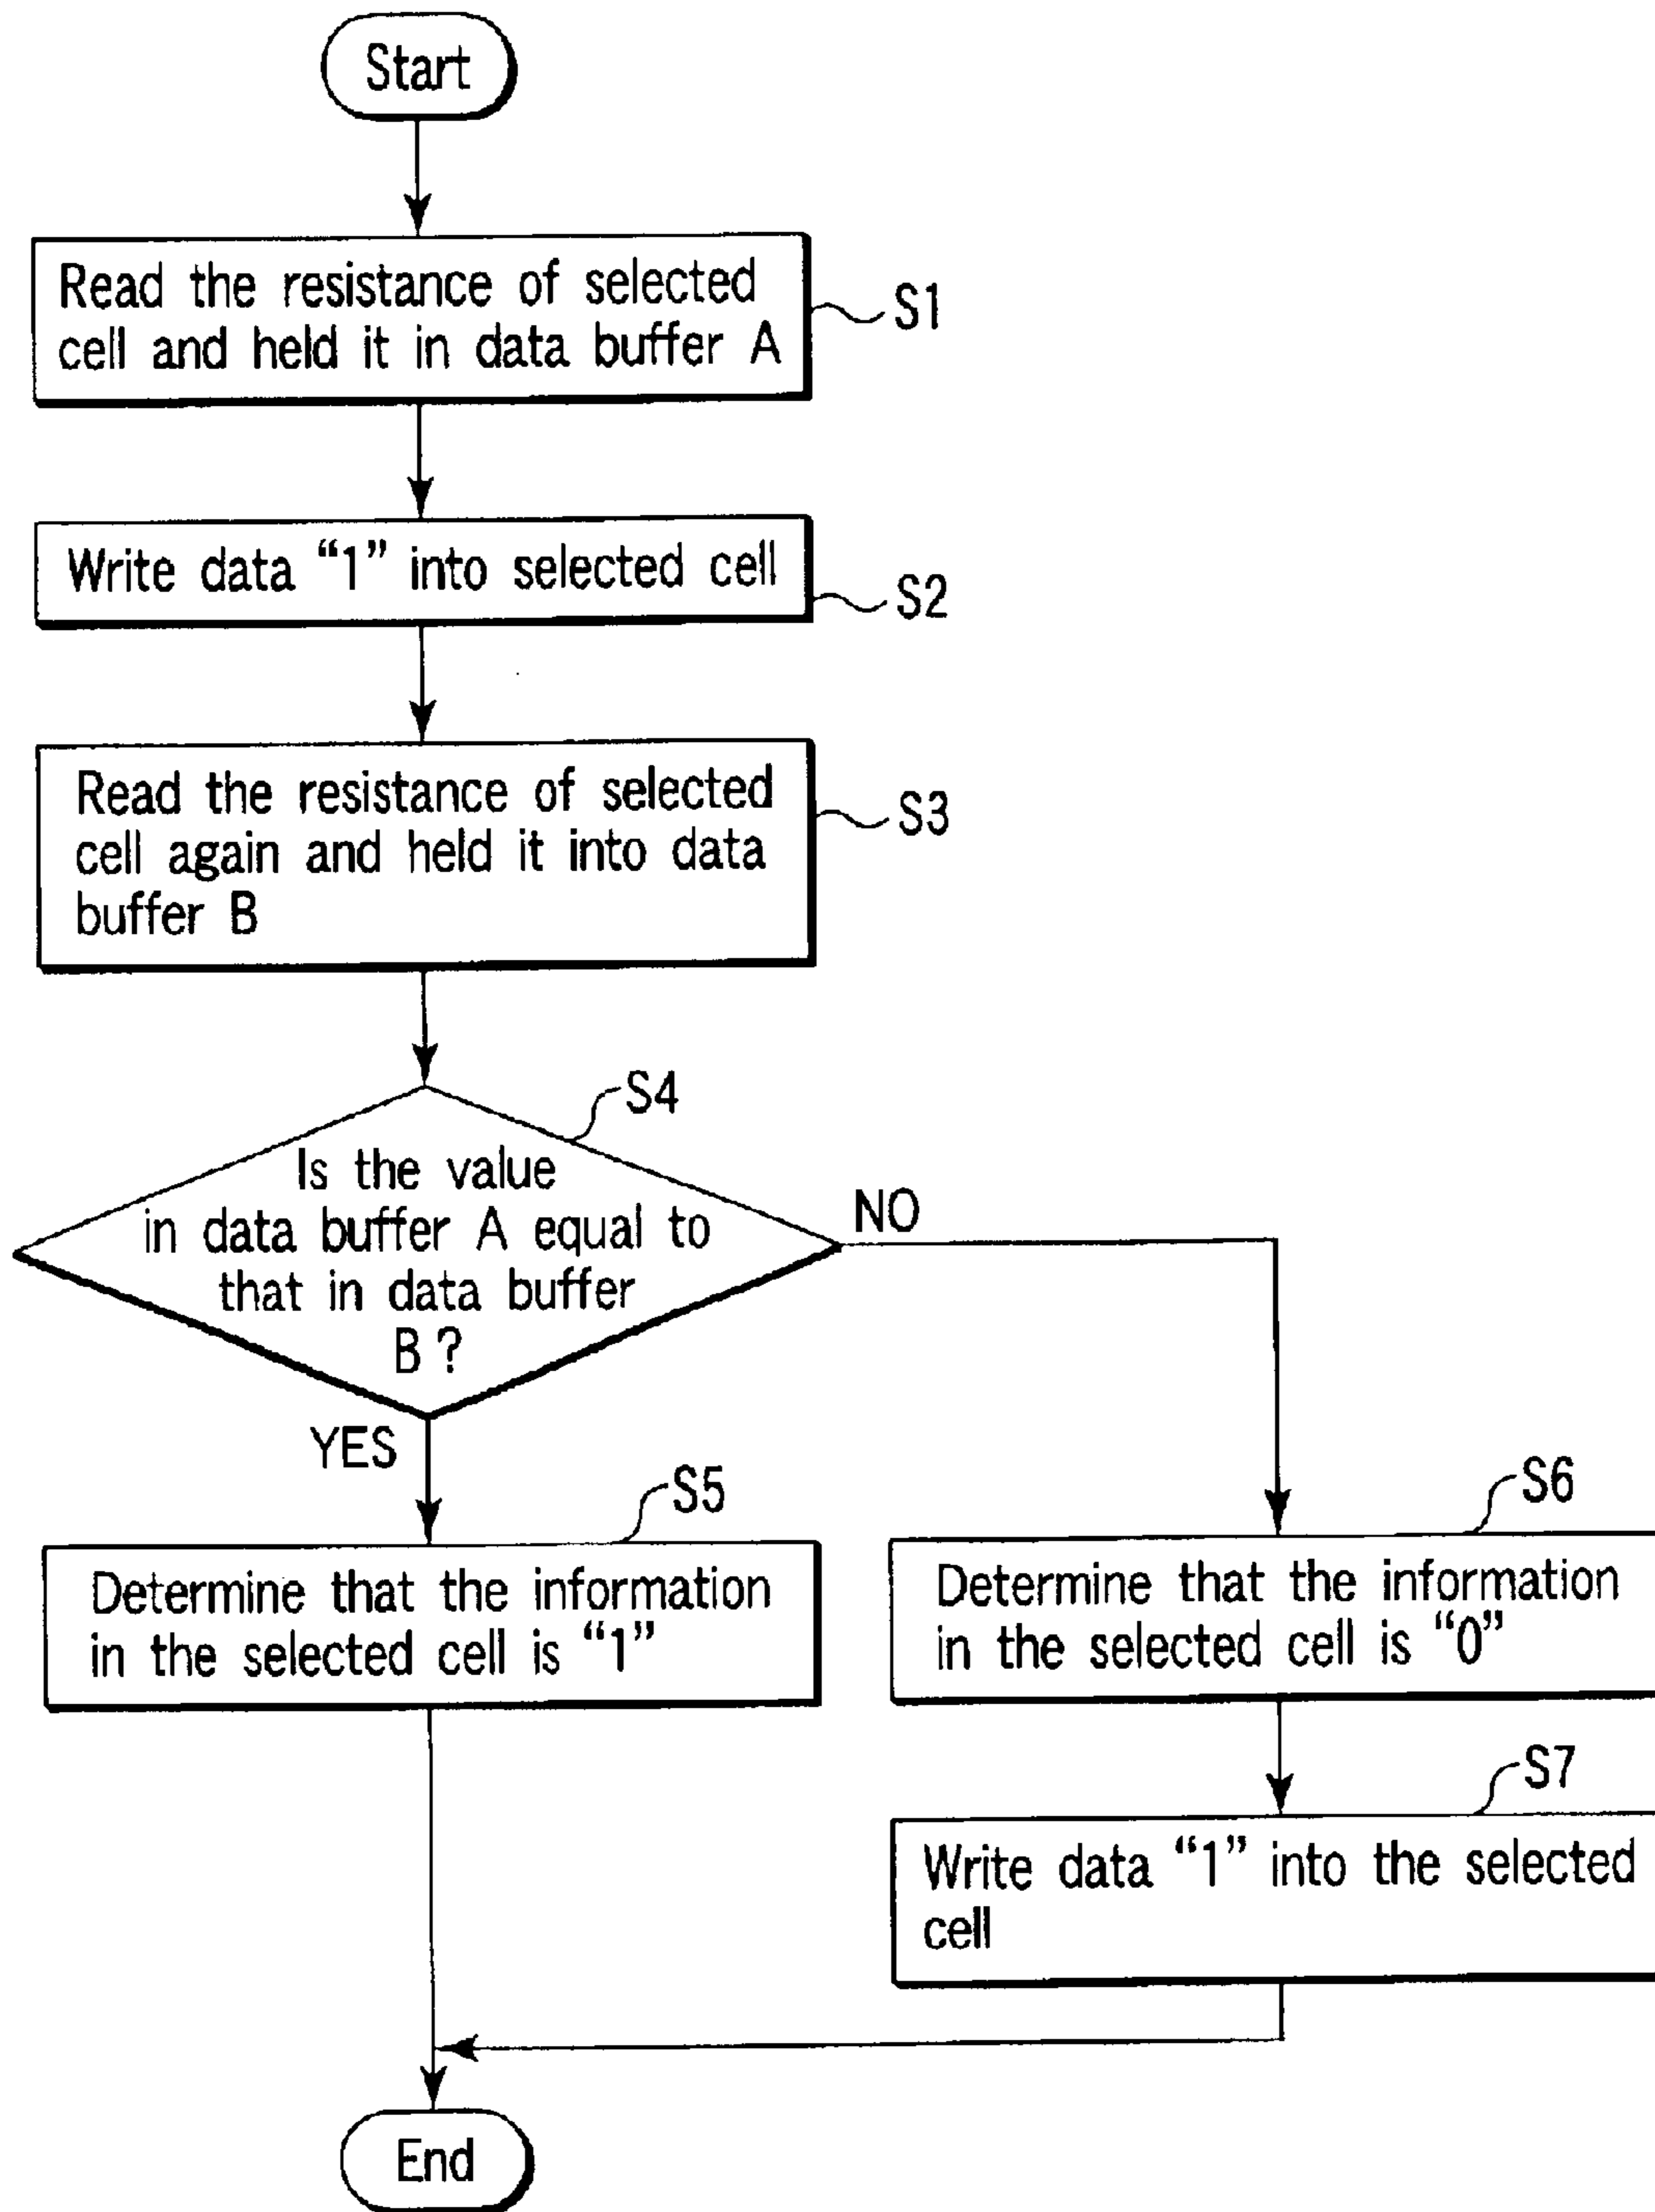 Start
Read the resistance of selected
cell and held it in data buffer A
S1
Write data “1” into selected cell
S2
Read the resistance of selected
cell again and held it into data
buffer B
S3
S4
Is the value
in data buffer A equal to
that in data buffer
B ?
NO
YES
S5
Determine that the information
in the selected cell is “1”
S6
Determine that the information
in the selected cell is “0”
S7
Write data “1” into the selected
cell
End